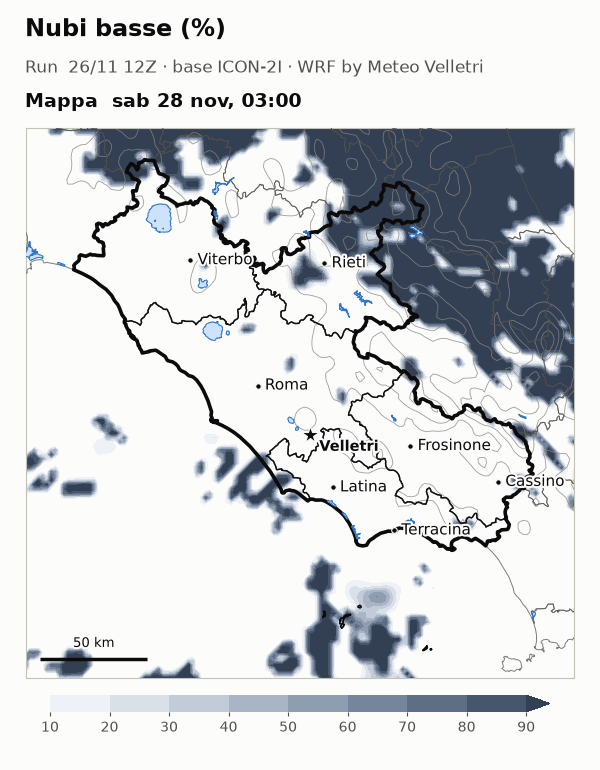 Nubi basse (%)
Run  26/11 12Z · base ICON-2I · WRF by Meteo Velletri
Mappa  sab 28 nov, 03:00
Viterbo
Rieti
Roma
Velletri
Frosinone
Latina
Cassino
Terracina
50 km
10 20 30 40 50 60 70 80 90